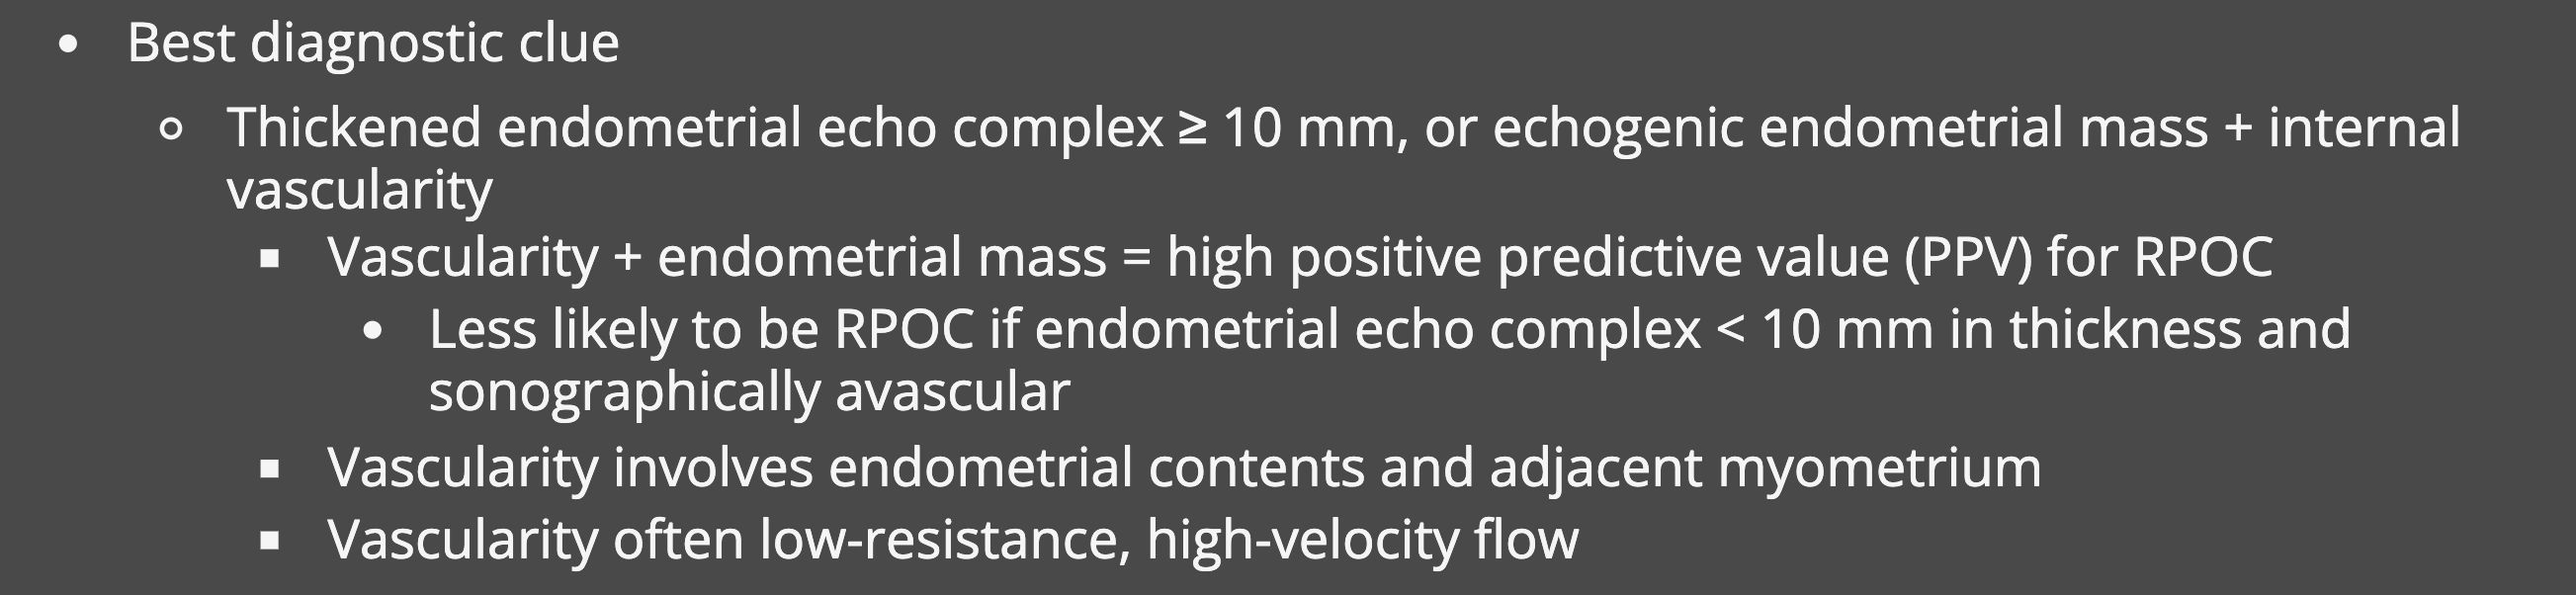 • Best diagnostic clue
○ Thickened endometrial echo complex ≥ 10 mm, or echogenic endometrial mass + internal
vascularity
▪ Vascularity + endometrial mass = high positive predictive value (PPV) for RPOC
• Less likely to be RPOC if endometrial echo complex < 10 mm in thickness and
sonographically avascular
▪ Vascularity involves endometrial contents and adjacent myometrium
▪ Vascularity often low-resistance, high-velocity flow